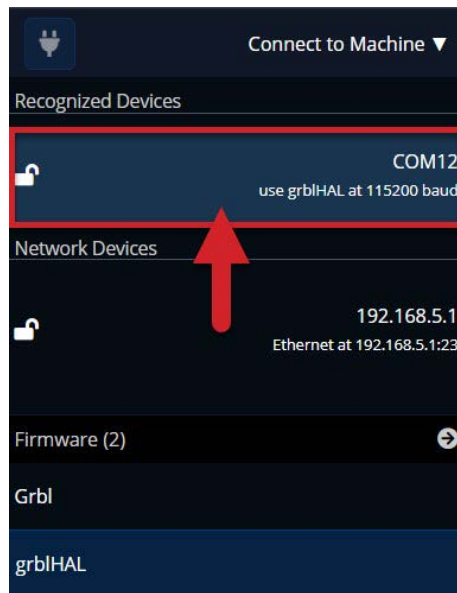 Connect to Machine ▼
Recognized Devices
COM12
use grblHAL at 115200 baud
Network Devices
192.168.5.1
Ethernet at 192.168.5.1:23
Firmware (2)
Grbl
grblHAL